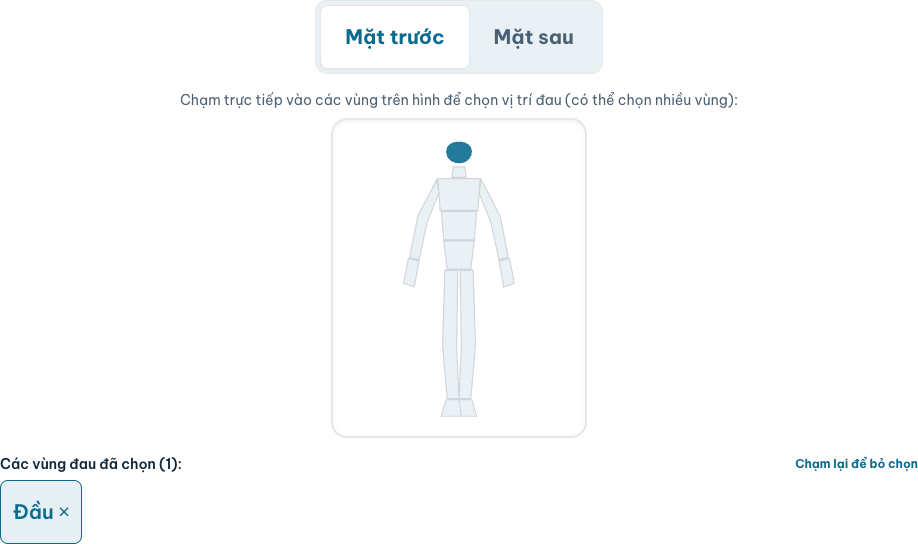 Mặt trước
Mặt sau
Chạm trực tiếp vào các vùng trên hình để chọn vị trí đau (có thể chọn nhiều vùng):
Các vùng đau đã chọn (1):
Chạm lại để bỏ chọn
Đầu ×